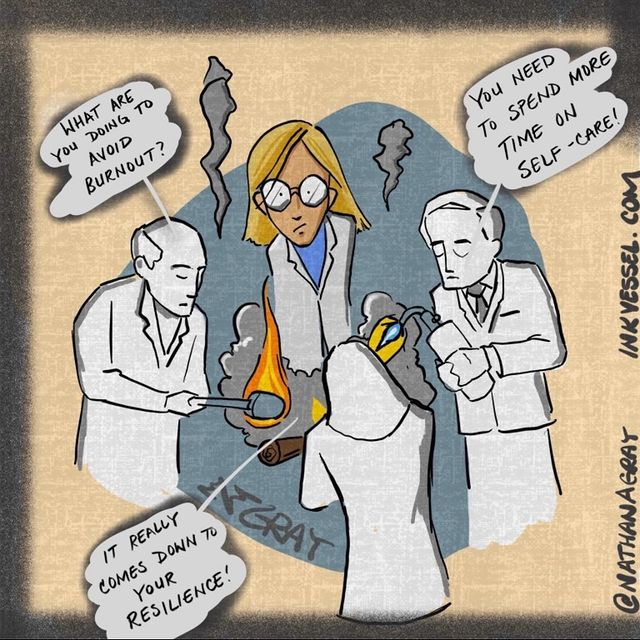 WHAT ARE
YOU DOING TO
AVOID
BURNOUT?
YOU NEED
TO SPEND MORE
TIME ON
SELF-CARE!
IT REALLY
COMES DOWN TO
YOUR
RESILIENCE!
GRAY
@NATHANAGRAY INKVESSEL.COM